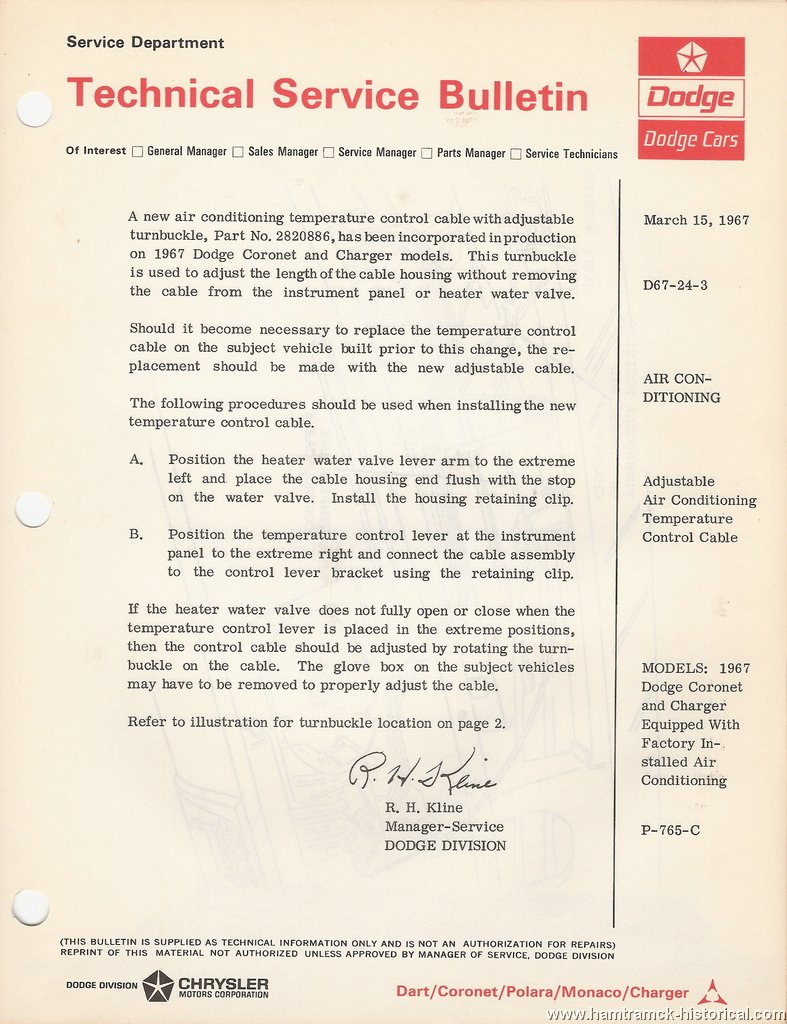 Service Department
Technical Service Bulletin
Dodge
Dodge Cars
Of Interest □ General Manager □ Sales Manager □ Service Manager □ Parts Manager □ Service Technicians
A new air conditioning temperature control cable with adjustable
turnbuckle, Part No. 2820886, has been incorporated in production
on 1967 Dodge Coronet and Charger models. This turnbuckle
is used to adjust the length of the cable housing without removing
the cable from the instrument panel or heater water valve.
Should it become necessary to replace the temperature control
cable on the subject vehicle built prior to this change, the re-
placement should be made with the new adjustable cable.
The following procedures should be used when installing the new
temperature control cable.
A. Position the heater water valve lever arm to the extreme
left and place the cable housing end flush with the stop
on the water valve. Install the housing retaining clip.
B. Position the temperature control lever at the instrument
panel to the extreme right and connect the cable assembly
to the control lever bracket using the retaining clip.
If the heater water valve does not fully open or close when the
temperature control lever is placed in the extreme positions,
then the control cable should be adjusted by rotating the turn-
buckle on the cable. The glove box on the subject vehicles
may have to be removed to properly adjust the cable.
Refer to illustration for turnbuckle location on page 2.
R. H. Kline
R. H. Kline
Manager-Service
DODGE DIVISION
March 15, 1967
D67-24-3
AIR CON-
DITIONING
Adjustable
Air Conditioning
Temperature
Control Cable
MODELS: 1967
Dodge Coronet
and Charger
Equipped With
Factory In-
stalled Air
Conditioning
P-765-C
(THIS BULLETIN IS SUPPLIED AS TECHNICAL INFORMATION ONLY AND IS NOT AN AUTHORIZATION FOR REPAIRS)
REPRINT OF THIS MATERIAL NOT AUTHORIZED UNLESS APPROVED BY MANAGER OF SERVICE, DODGE DIVISION
DODGE DIVISION CHRYSLER
MOTORS CORPORATION
Dart/Coronet/Polara/Monaco/Charger
www.hamtramck-historical.com